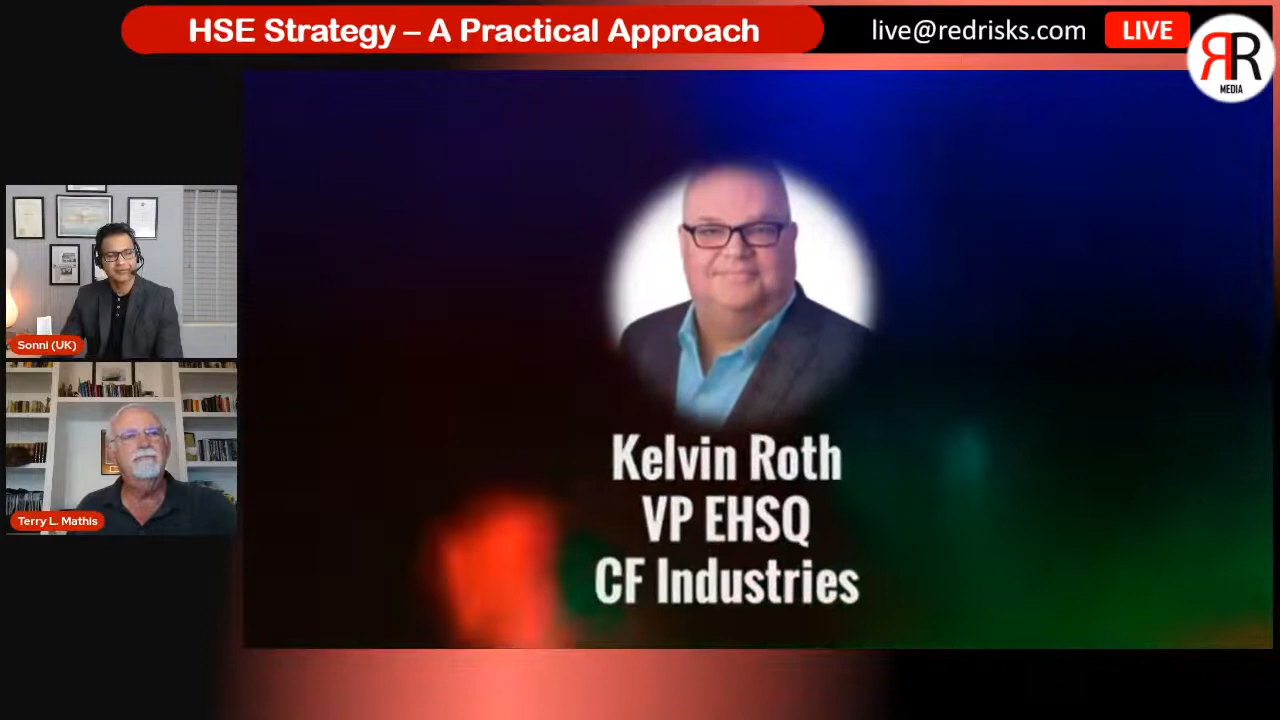 HSE Strategy – A Practical Approach
live@redrisks.com
LIVE
RR
MEDIA
Sonni (UK)
Terry L. Mathis
Kelvin Roth
VP EHSQ
CF Industries